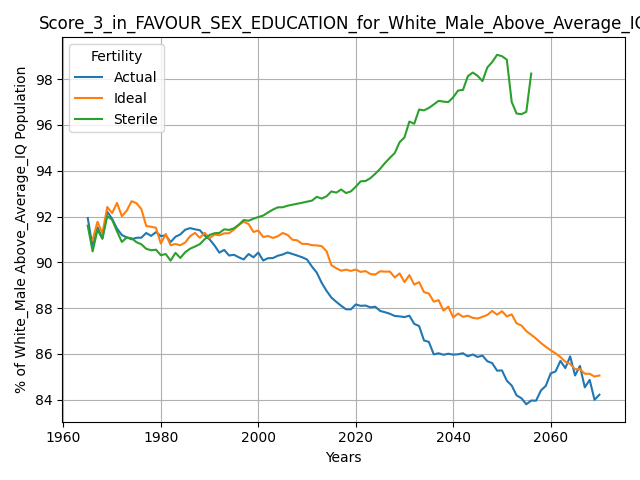 Score_3_in_FAVOUR_SEX_EDUCATION_for_White_Male_Above_Average_IQ
Fertility
Actual
Ideal
Sterile
% of White_Male Above_Average_IQ Population
98
96
94
92
90
88
86
84
1960 1980 2000 2020 2040 2060
Years